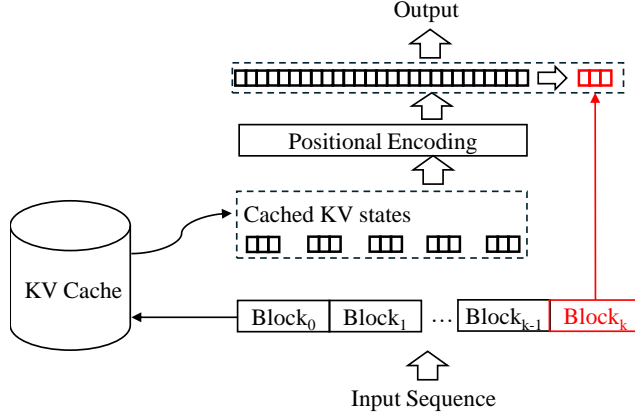 Output
Positional Encoding
Cached KV states
KV Cache
Block₀ Block₁ … Blockₖ₋₁ Blockₖ
Input Sequence